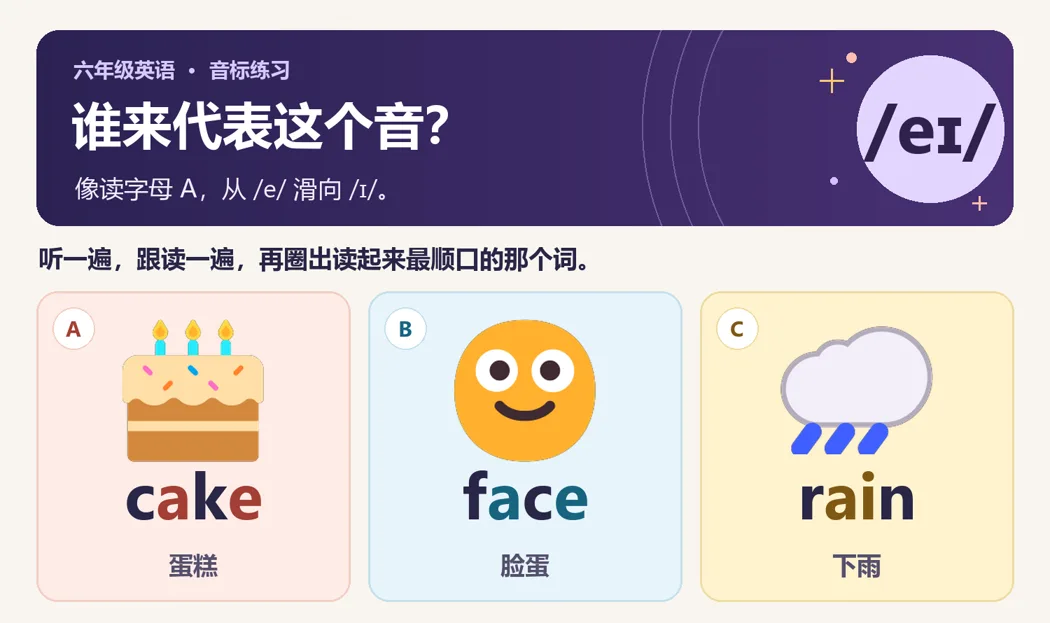 六年级英语 • 音标练习
谁来代表这个音？
像读字母 A，从 /e/ 滑向 /ɪ/。
/eɪ/
听一遍，跟读一遍，再圈出读起来最顺口的那个词。
A
cake
蛋糕
B
face
脸蛋
C
rain
下雨